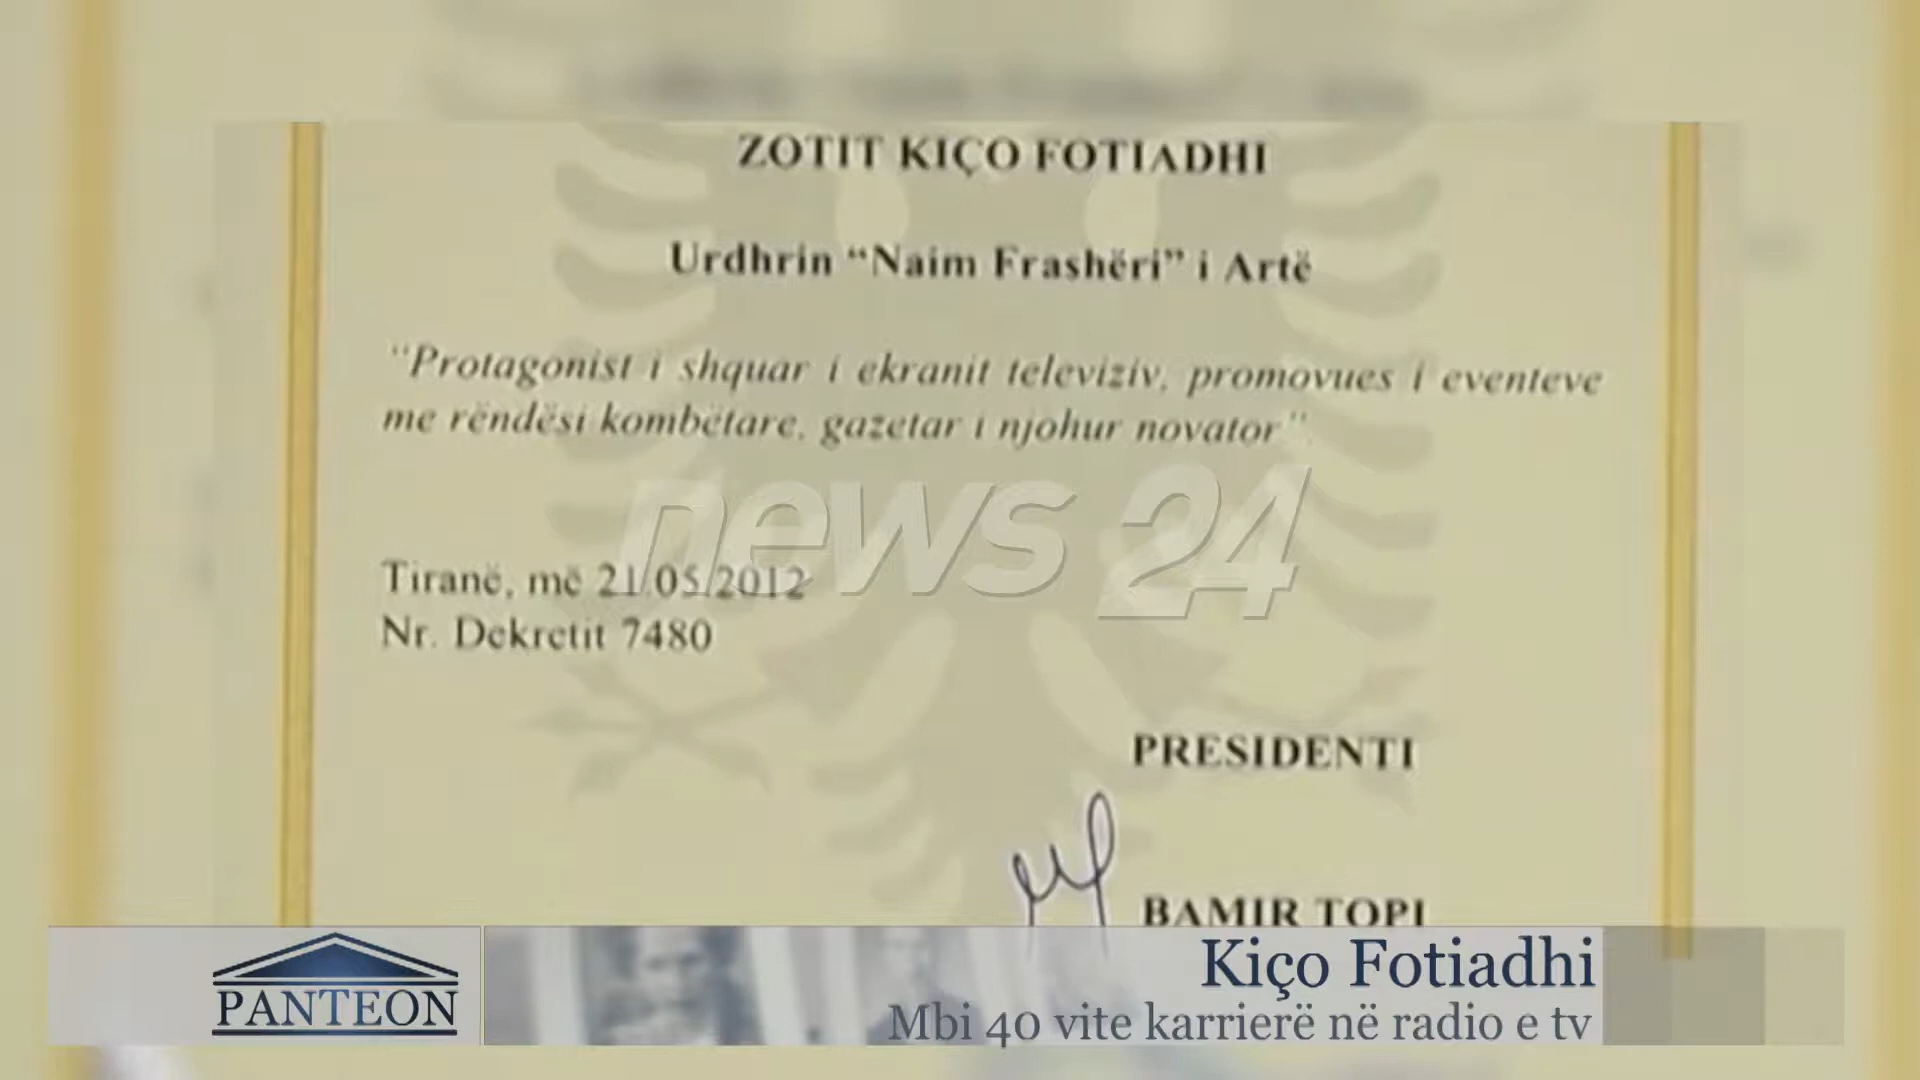 ZOTIT KIÇO FOTIADHI
Urdhrin “Naim Frashëri” i Artë
“Protagonist i shquar i ekranit televiziv, promovues i eventeve
me rëndësi kombëtare, gazetar i njohur novator”.
news 24
Tiranë, më 21.05.2012
Nr. Dekretit 7480
PRESIDENTI
BAMIR TOPI
PANTEON
Kiço Fotiadhi
Mbi 40 vite karrierë në radio e tv